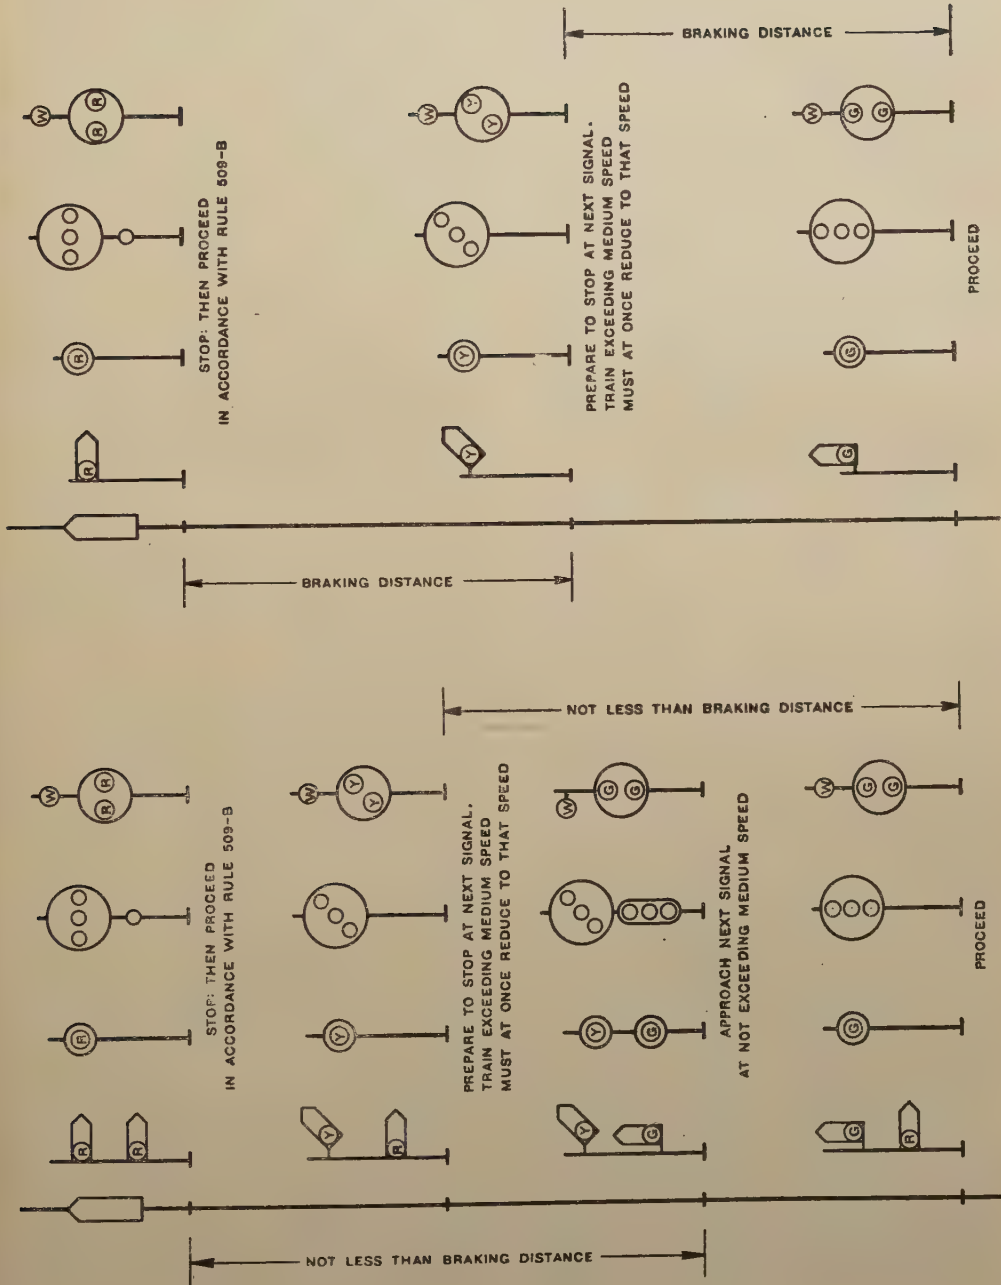 BRAKING DISTANCE
W
R R
R
R
STOP: THEN PROCEED
IN ACCORDANCE WITH RULE 509-B
W
Y Y
Y
Y
PREPARE TO STOP AT NEXT SIGNAL.
TRAIN EXCEEDING MEDIUM SPEED
MUST AT ONCE REDUCE TO THAT SPEED
W
G G
G
G
PROCEED
BRAKING DISTANCE
NOT LESS THAN BRAKING DISTANCE
W
R R
R
R R
STOP: THEN PROCEED
IN ACCORDANCE WITH RULE 509-B
W
Y Y
Y
Y R
PREPARE TO STOP AT NEXT SIGNAL.
TRAIN EXCEEDING MEDIUM SPEED
MUST AT ONCE REDUCE TO THAT SPEED
W
G G
Y G
Y G
APPROACH NEXT SIGNAL
AT NOT EXCEEDING MEDIUM SPEED
W
G G
G
G R
PROCEED
NOT LESS THAN BRAKING DISTANCE